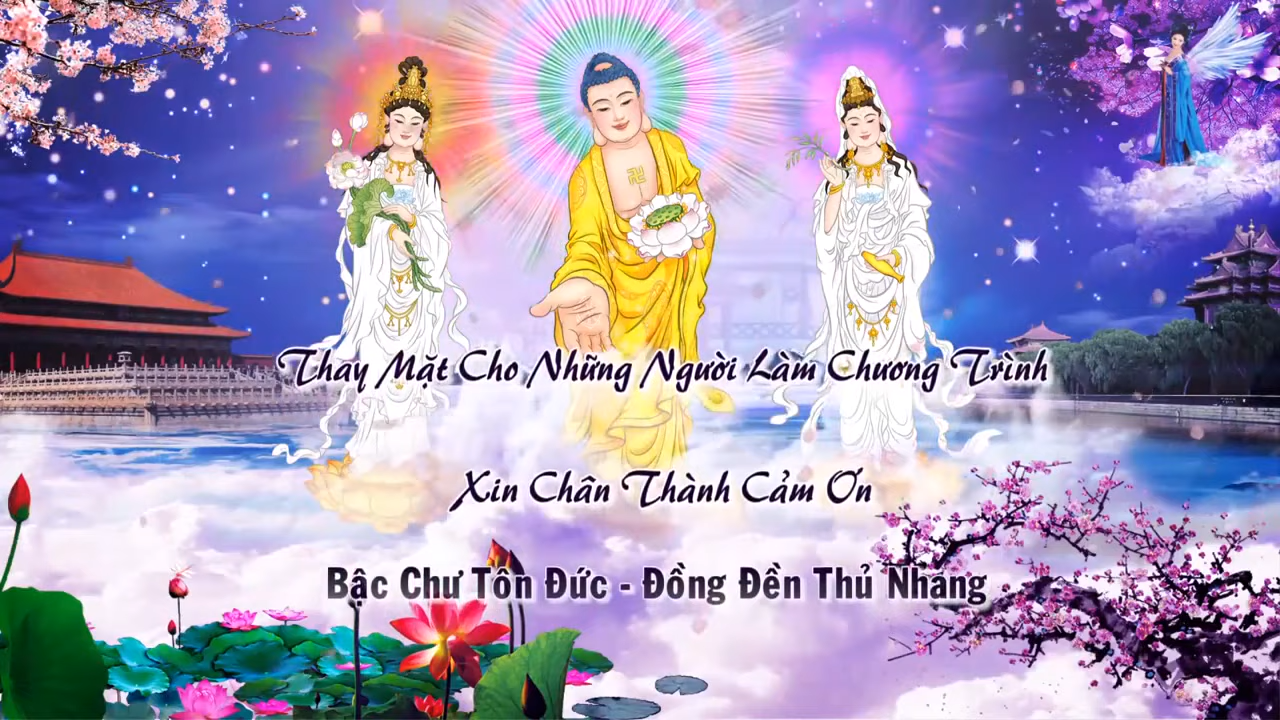 Thay Mặt Cho Những Người Làm Chương Trình
Xin Chân Thành Cảm Ơn
Bậc Chư Tôn Đức - Đồng Đền Thủ Nhang